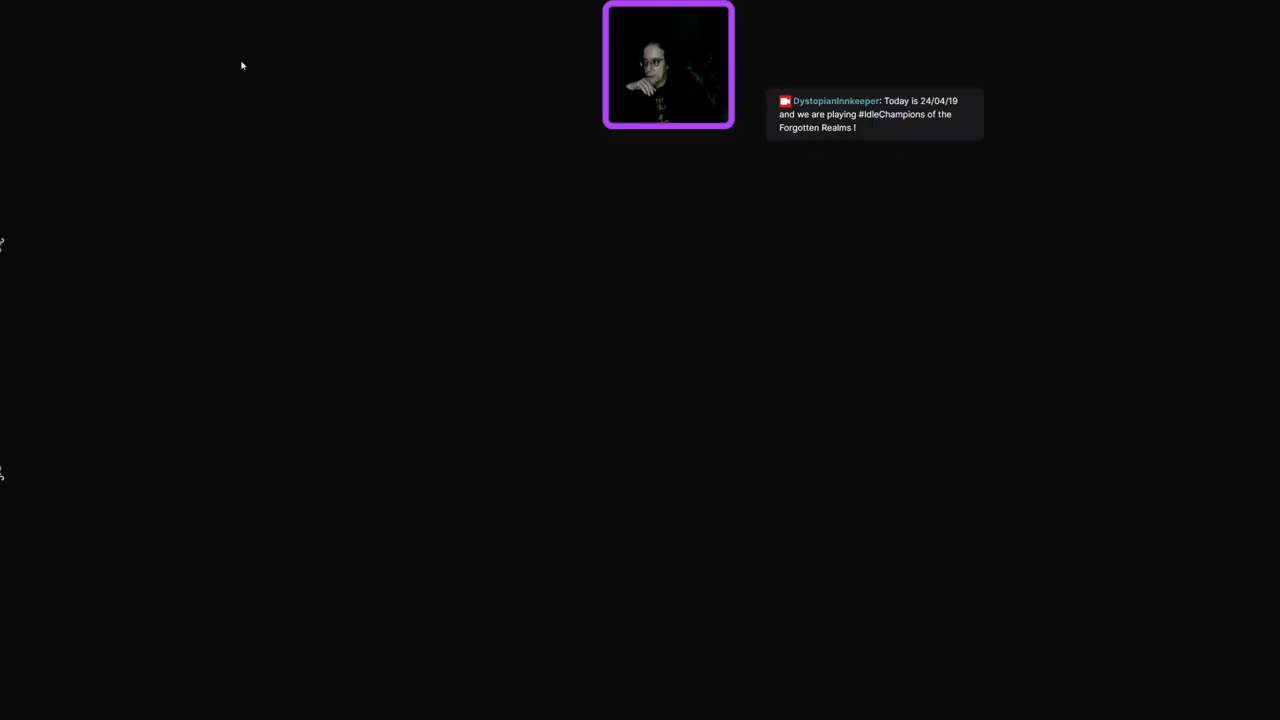 DystopianInnkeeper: Today is 24/04/19
and we are playing #IdleChampions of the
Forgotten Realms !